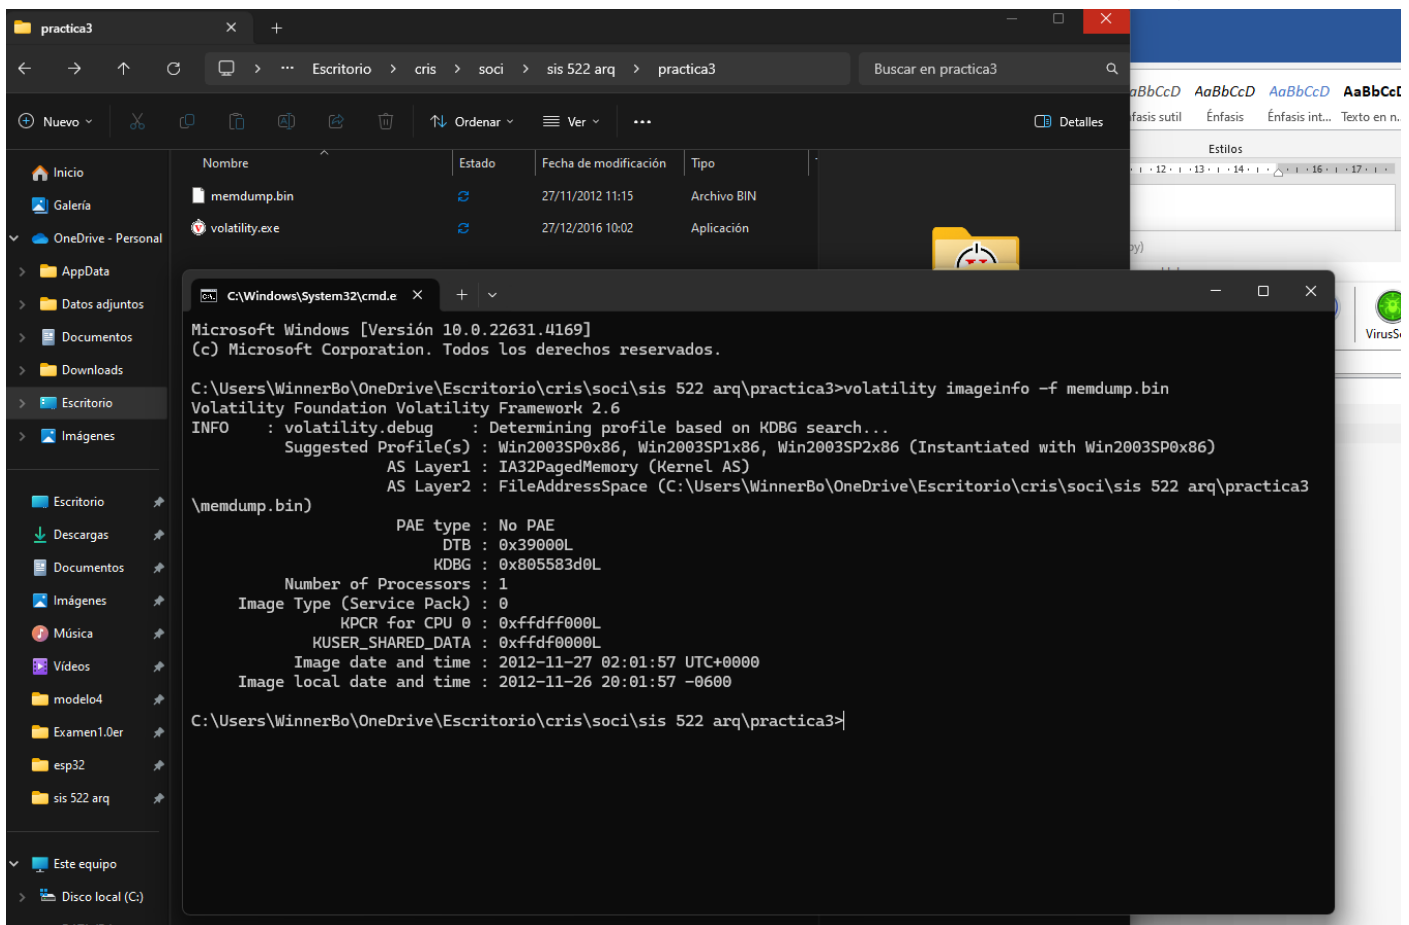 practica3
Escritorio > cris > soci > sis 522 arq > practica3
Buscar en practica3
Nuevo
Ordenar
Ver
Detalles
Inicio
Galería
OneDrive - Personal
AppData
Datos adjuntos
Documentos
Downloads
Escritorio
Imágenes
Escritorio
Descargas
Documentos
Imágenes
Música
Vídeos
modelo4
Examen1.0er
esp32
sis 522 arq
Este equipo
Disco local (C:)
Nombre Estado Fecha de modificación Tipo
memdump.bin 27/11/2012 11:15 Archivo BIN
volatility.exe 27/12/2016 10:02 Aplicación
AaBbCcD AaBbCcD
Énfasis Énfasis int... Texto en n...
Estilos
12 13 14 16 17
C:\Windows\System32\cmd.e
Microsoft Windows [Versión 10.0.22631.4169]
(c) Microsoft Corporation. Todos los derechos reservados.
C:\Users\WinnerBo\OneDrive\Escritorio\cris\soci\sis 522 arq\practica3>volatility imageinfo -f memdump.bin
Volatility Foundation Volatility Framework 2.6
INFO    : volatility.debug    : Determining profile based on KDBG search...
Suggested Profile(s) : Win2003SP0x86, Win2003SP1x86, Win2003SP2x86 (Instantiated with Win2003SP0x86)
AS Layer1 : IA32PagedMemory (Kernel AS)
AS Layer2 : FileAddressSpace (C:\Users\WinnerBo\OneDrive\Escritorio\cris\soci\sis 522 arq\practica3
\memdump.bin)
PAE type : No PAE
DTB : 0x39000L
KDBG : 0x805583d0L
Number of Processors : 1
Image Type (Service Pack) : 0
KPCR for CPU 0 : 0xffdff000L
KUSER_SHARED_DATA : 0xffdf0000L
Image date and time : 2012-11-27 02:01:57 UTC+0000
Image local date and time : 2012-11-26 20:01:57 -0600
C:\Users\WinnerBo\OneDrive\Escritorio\cris\soci\sis 522 arq\practica3>